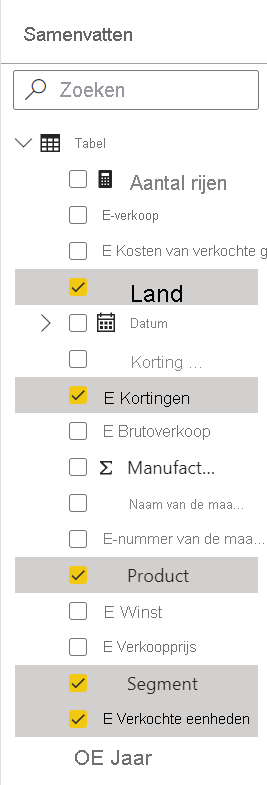 Samenvatten
Zoeken
Tabel
Aantal rijen
E-verkoop
E Kosten van verkochte g
Land
Datum
Korting ...
E Kortingen
E Brutoverkoop
Σ Manufact...
Naam van de maa...
E-nummer van de maa...
Product
E Winst
E Verkoopprijs
Segment
E Verkochte eenheden
OE Jaar